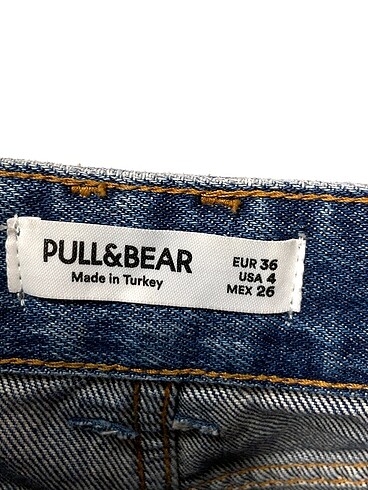 PULL&BEAR
Made in Turkey
EUR 36
USA 4
MEX 26